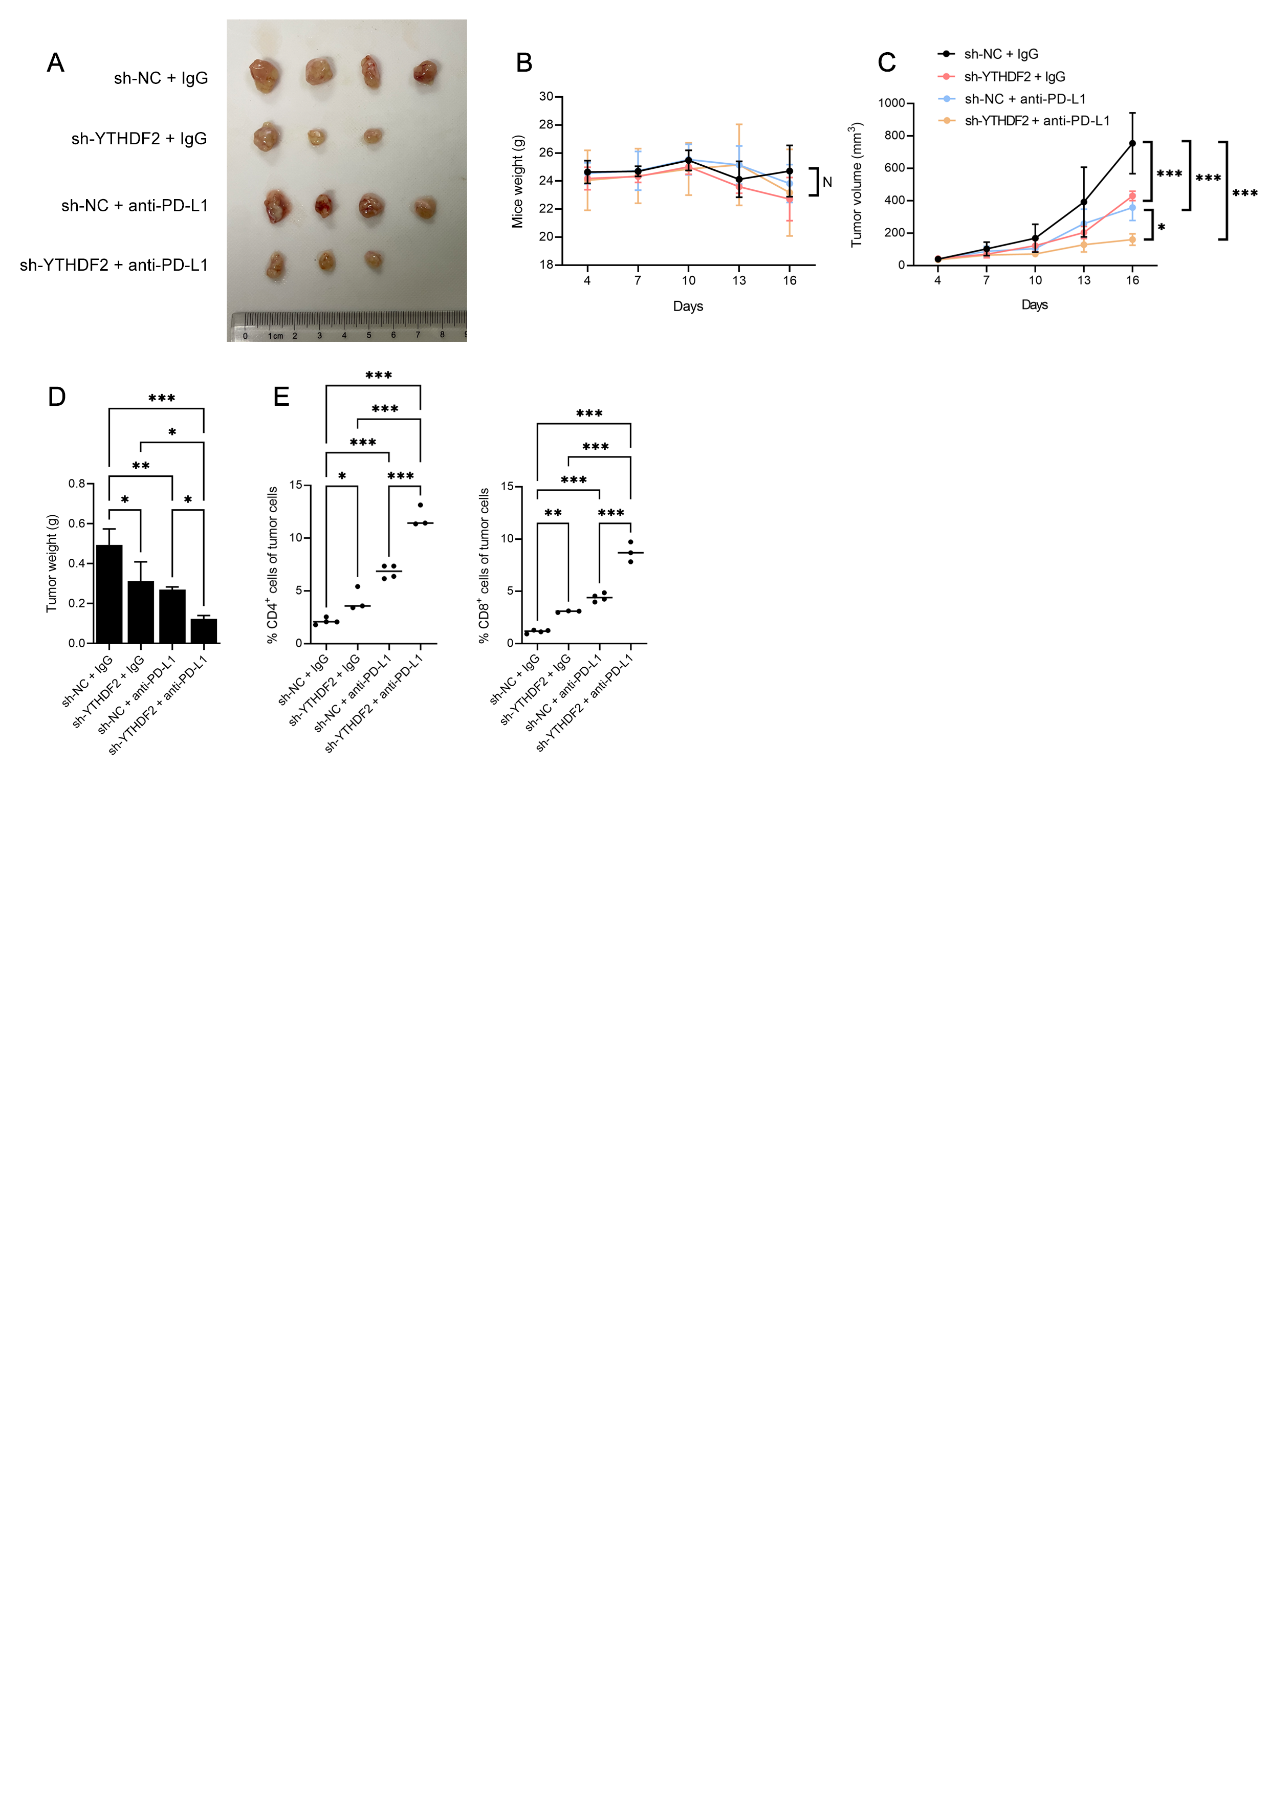 A
sh-NC + IgG
sh-YTHDF2 + IgG
sh-NC + anti-PD-L1
sh-YTHDF2 + anti-PD-L1
0 1cm 2 3 4 5 6 7 8 9
B
Mice weight (g)
30
28
26
24
22
20
18
N
4 7 10 13 16
Days
C
sh-NC + IgG
sh-YTHDF2 + IgG
sh-NC + anti-PD-L1
sh-YTHDF2 + anti-PD-L1
Tumor volume (mm³)
1000
800
600
400
200
0
***
***
***
*
4 7 10 13 16
Days
D
***
*
**
* *
Tumor weight (g)
0.8
0.6
0.4
0.2
0.0
sh-NC + IgG
sh-YTHDF2 + IgG
sh-NC + anti-PD-L1
sh-YTHDF2 + anti-PD-L1
E
***
***
***
* ***
% CD4⁺ cells of tumor cells
15
10
5
0
sh-NC + IgG
sh-YTHDF2 + IgG
sh-NC + anti-PD-L1
sh-YTHDF2 + anti-PD-L1
***
***
***
** ***
% CD8⁺ cells of tumor cells
15
10
5
0
sh-NC + IgG
sh-YTHDF2 + IgG
sh-NC + anti-PD-L1
sh-YTHDF2 + anti-PD-L1